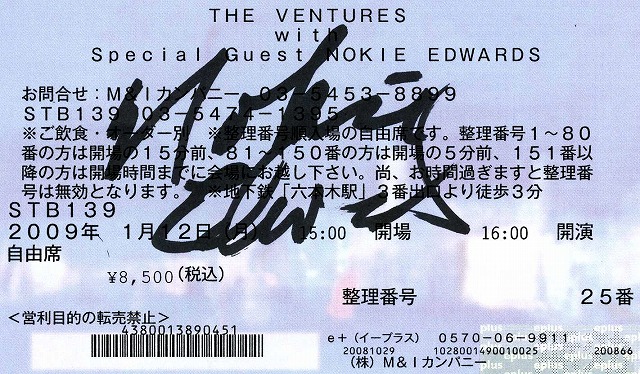 THE VENTURES
with
Special Guest NOKIE EDWARDS
お問合せ：M&Iカンパニー 03-5453-8899
STB139 03-5474-1395
※ご飲食・オーダー別 ※整理番号順入場の自由席です。整理番号1～80
番の方は開場の15分前、81～150番の方は開場の5分前、151番以
降の方は開場時間までに会場にお越し下さい。尚、お時間過ぎますと整理番
号は無効となります。 ※地下鉄「六本木駅」3番出口より徒歩3分
Nokie
Edwards
STB139
2009年 1月12日(月) 15:00 開場 16:00 開演
自由席
¥8,500(税込)
整理番号 25番
<営利目的の転売禁止>
4380013890451
e+（イープラス） 0570-06-9911
20081029 1028001490010025 200866
（株）M&Iカンパニー
eplus eplus eplus